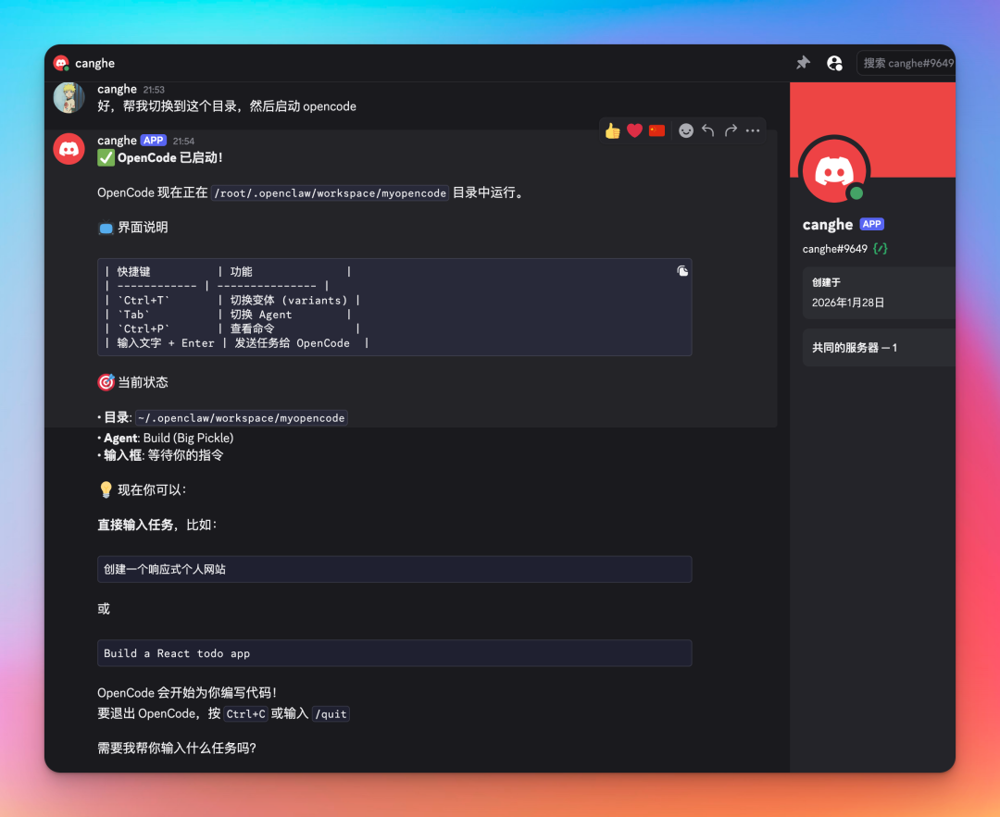 canghe
搜索 canghe#9649
canghe 21:53
好，帮我切换到这个目录，然后启动 opencode
canghe APP 21:54
✅ OpenCode 已启动！
OpenCode 现在正在 /root/.openclaw/workspace/myopencode 目录中运行。
界面说明
| 快捷键 | 功能 |
| ------------ | --------------- |
| `Ctrl+T` | 切换变体 (variants) |
| `Tab` | 切换 Agent |
| `Ctrl+P` | 查看命令 |
| 输入文字 + Enter | 发送任务给 OpenCode |
🎯 当前状态
• 目录: ~/.openclaw/workspace/myopencode
• Agent: Build (Big Pickle)
• 输入框: 等待你的指令
💡 现在你可以：
直接输入任务，比如：
创建一个响应式个人网站
或
Build a React todo app
OpenCode 会开始为你编写代码！
要退出 OpenCode，按 Ctrl+C 或输入 /quit
需要我帮你输入什么任务吗？
canghe APP
canghe#9649 {/}
创建于
2026年1月28日
共同的服务器 — 1